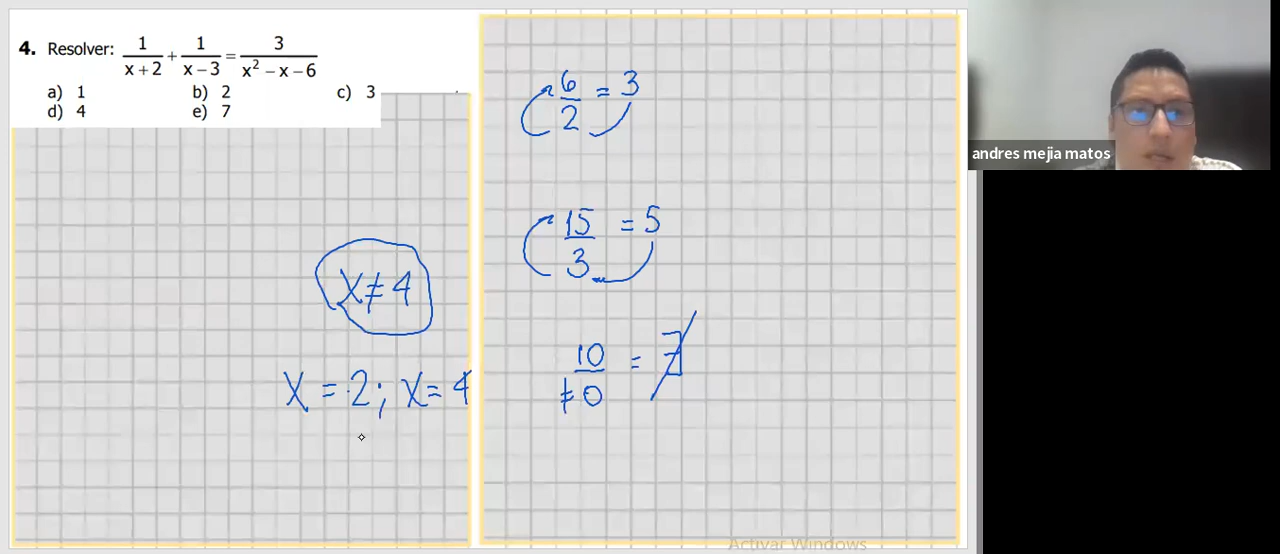 4. Resolver: 1/(x+2) + 1/(x−3) = 3/(x² −x−6)
a) 1 b) 2 c) 3
d) 4 e) 7
x≠4
x = 2; x = 4
6/2 = 3
15/3 = 5
10/≠0 = ∄
andres mejia matos
Activar Windows